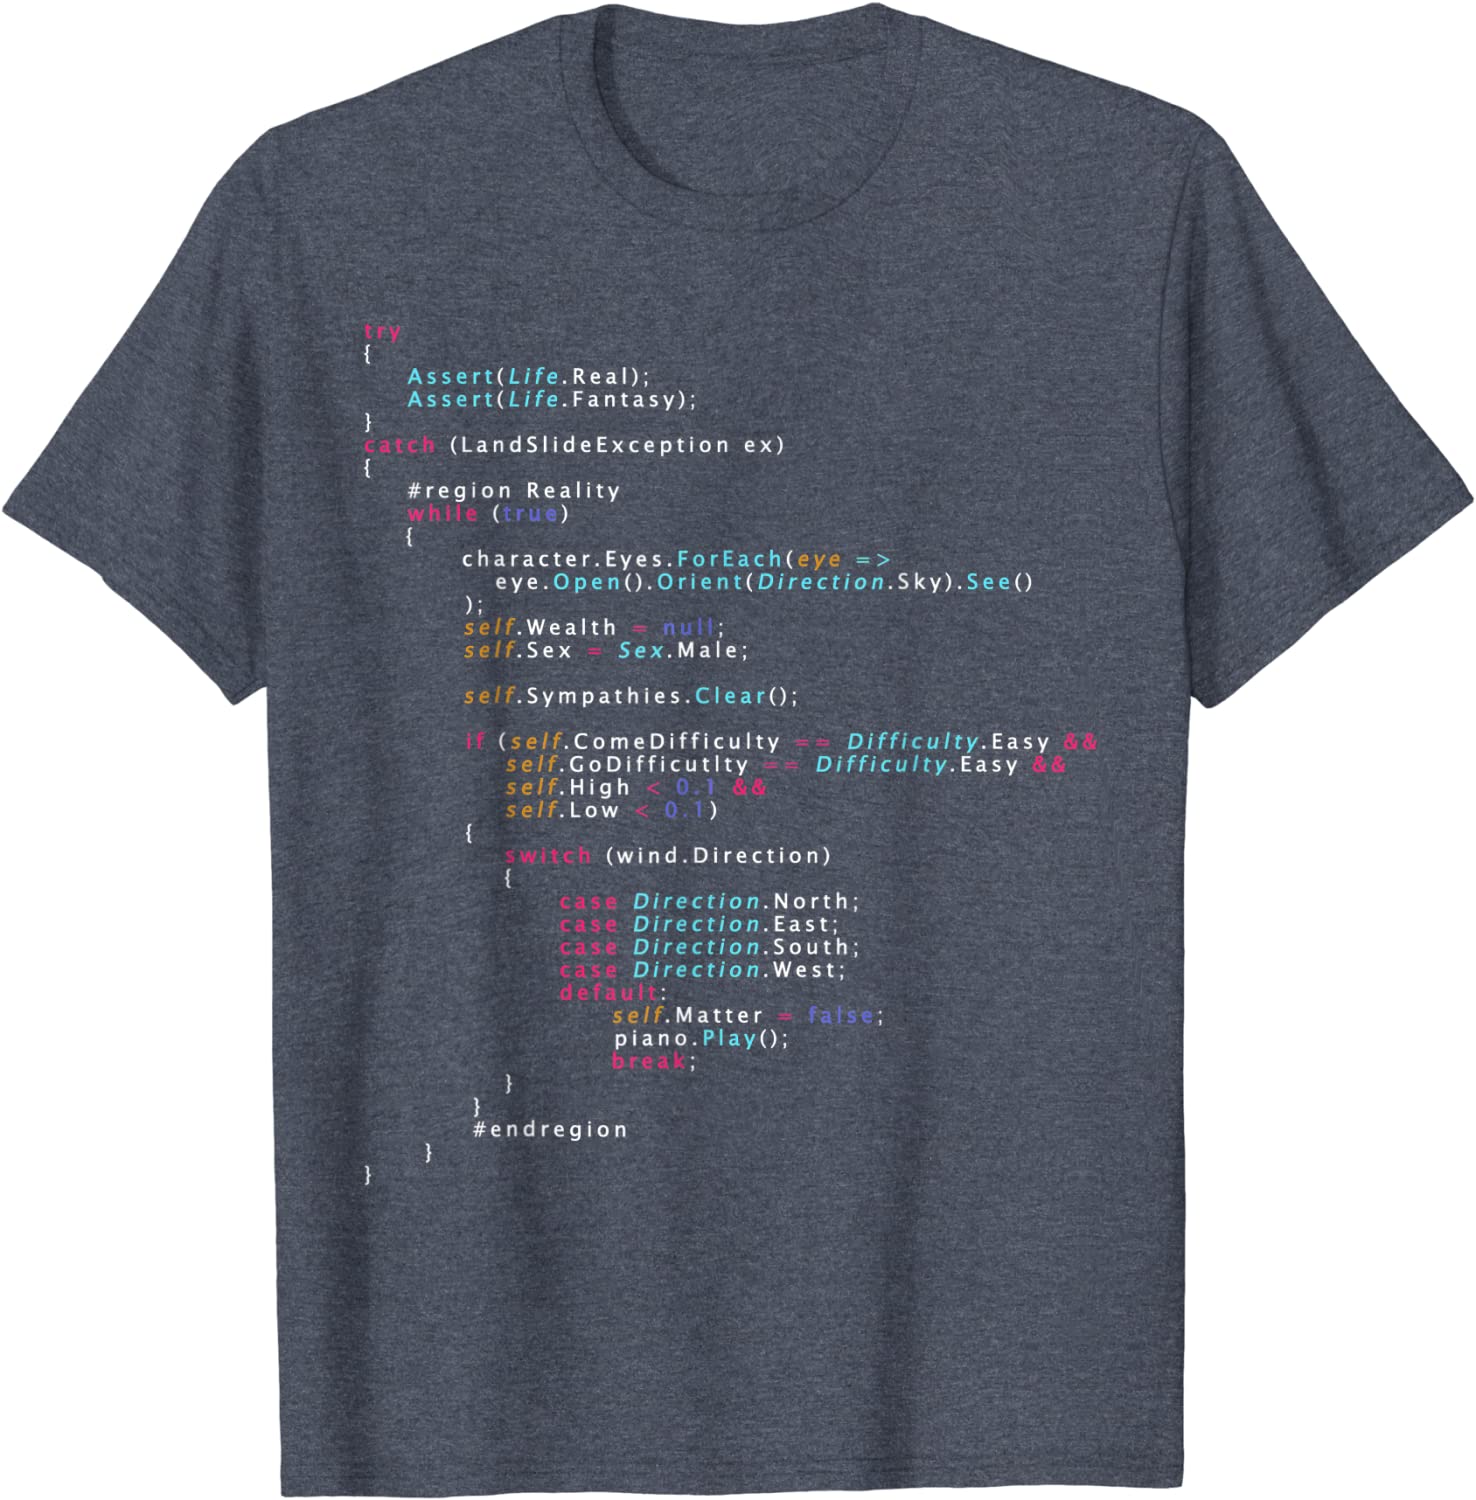 try
{
Assert(Life.Real);
Assert(Life.Fantasy);
}
catch (LandSlideException ex)
{
#region Reality
while (true)
{
character.Eyes.ForEach(eye =>
eye.Open().Orient(Direction.Sky).See()
);
self.Wealth = null;
self.Sex = Sex.Male;
self.Sympathies.Clear();
if (self.ComeDifficulty == Difficulty.Easy &&
self.GoDifficutlty == Difficulty.Easy &&
self.High < 0.1 &&
self.Low < 0.1)
{
switch (wind.Direction)
{
case Direction.North;
case Direction.East;
case Direction.South;
case Direction.West;
default:
self.Matter = false;
piano.Play();
break;
}
}
#endregion
}
}